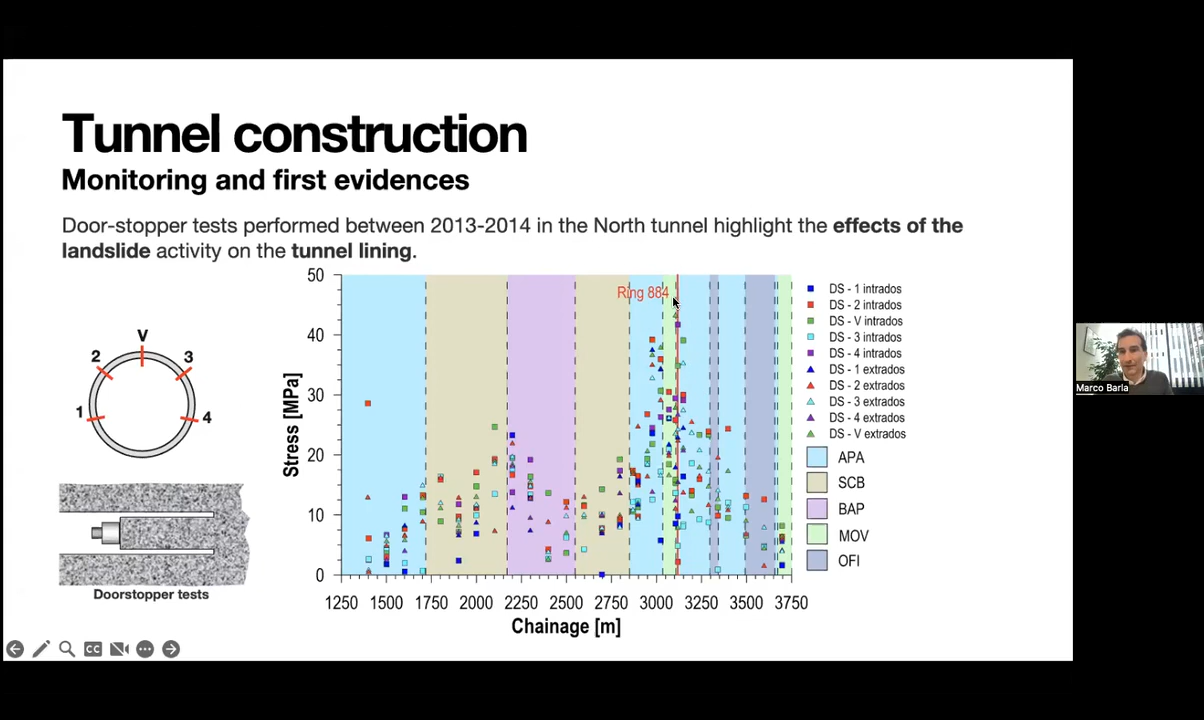 Tunnel construction
Monitoring and first evidences
Door-stopper tests performed between 2013-2014 in the North tunnel highlight the effects of the
landslide activity on the tunnel lining.
V
2
3
1
4
Doorstopper tests
Stress [MPa]
50
40
30
20
10
0
Ring 884
1250 1500 1750 2000 2250 2500 2750 3000 3250 3500 3750
Chainage [m]
DS - 1 intrados
DS - 2 intrados
DS - V intrados
DS - 3 intrados
DS - 4 intrados
DS - 1 extrados
DS - 2 extrados
DS - 3 extrados
DS - 4 extrados
DS - V extrados
APA
SCB
BAP
MOV
OFI
CC
Marco Barla